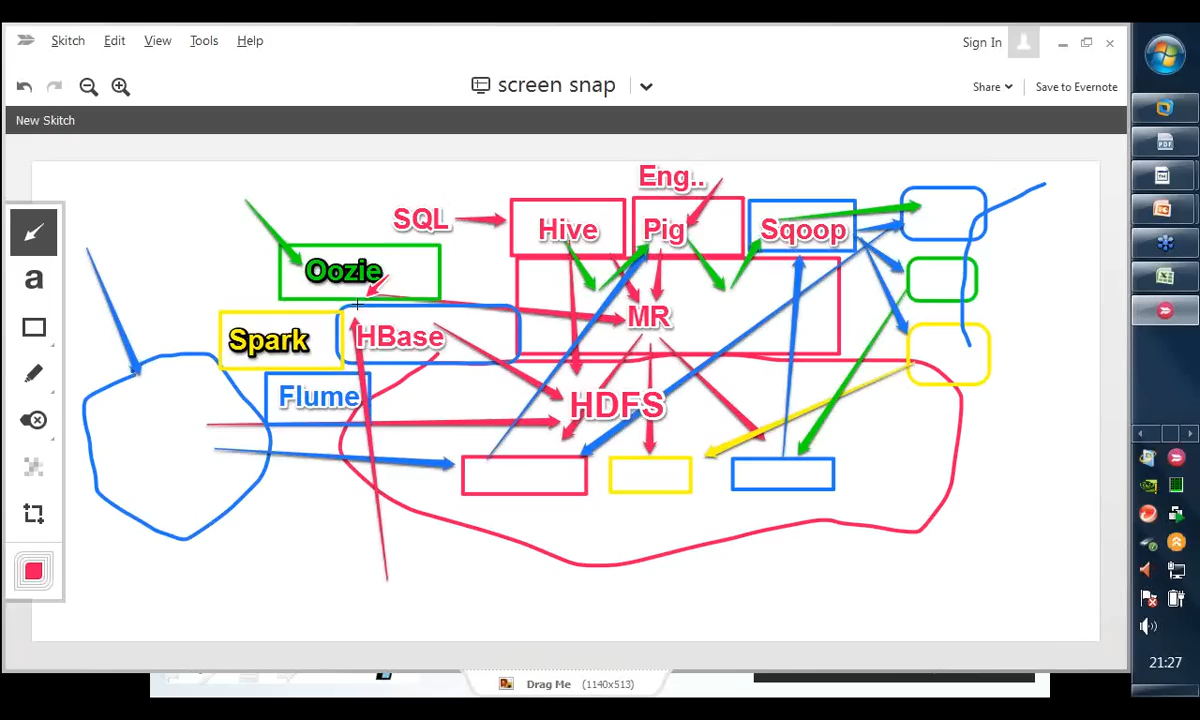 Skitch Edit View Tools Help
Sign In
screen snap
Share
Save to Evernote
New Skitch
Eng..
SQL
Hive
Pig
Sqoop
Oozie
MR
Spark
HBase
Flume
HDFS
a
Drag Me (1140x513)
21:27